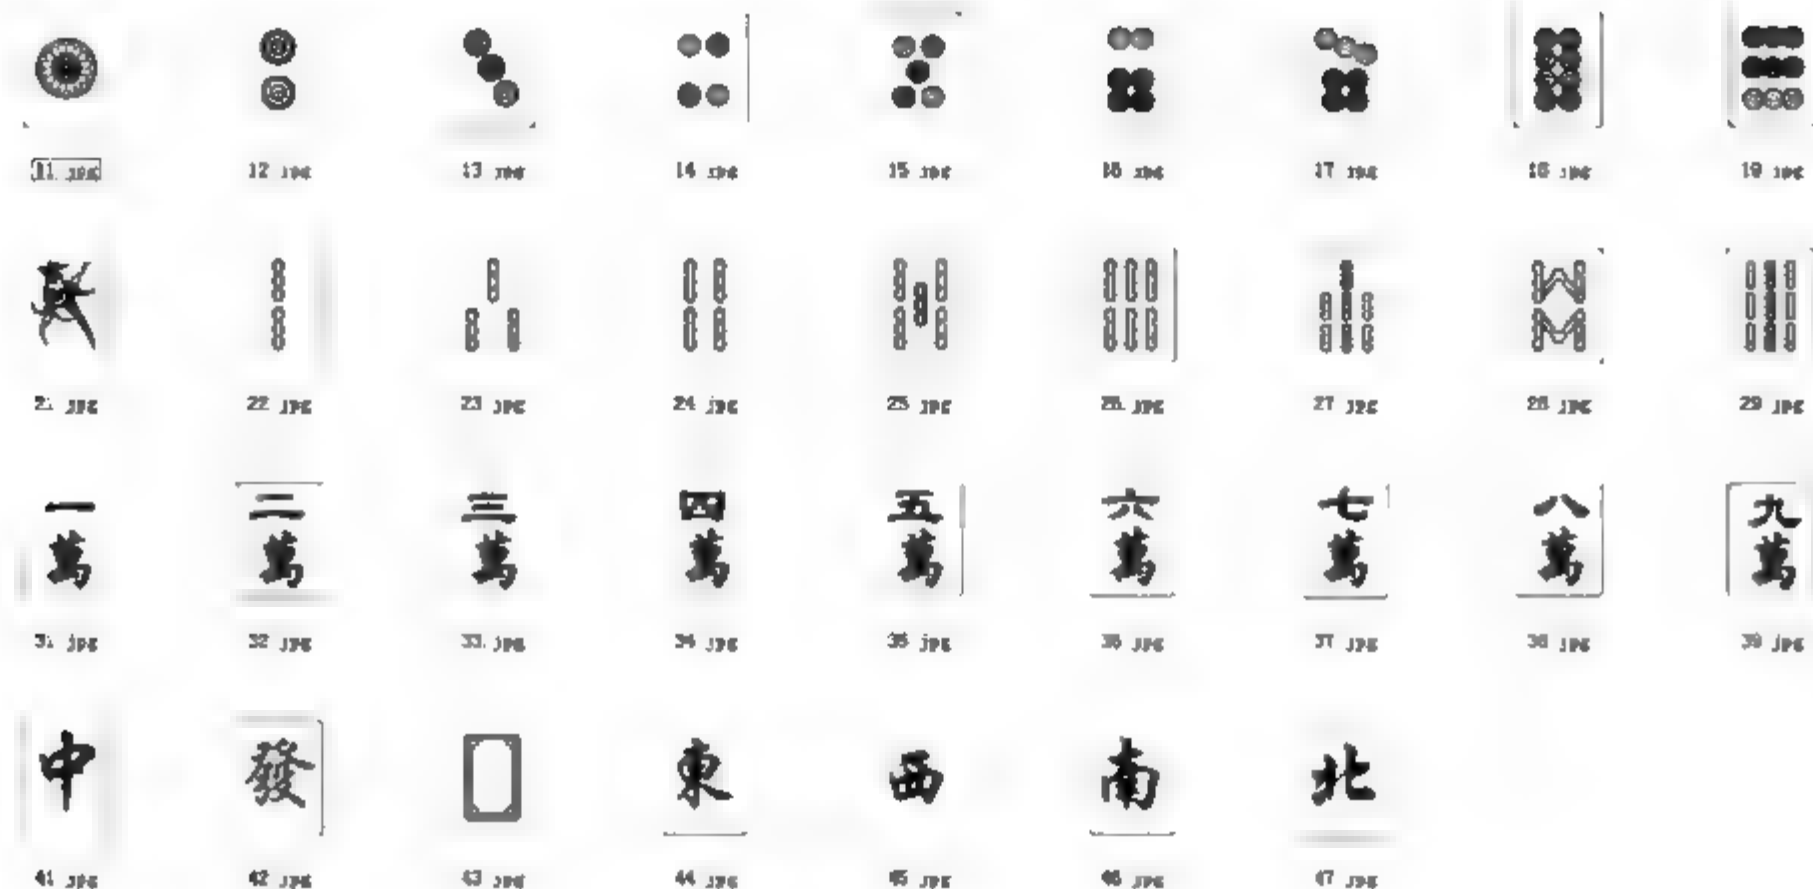 11.jpg 12.jpg 13.jpg 14.jpg 15.jpg 16.jpg 17.jpg 18.jpg 19.jpg
21.jpg 22.jpg 23.jpg 24.jpg 25.jpg 26.jpg 27.jpg 28.jpg 29.jpg
一 二 三 四 五 六 七 八 九
萬 萬 萬 萬 萬 萬 萬 萬 萬
31.jpg 32.jpg 33.jpg 34.jpg 35.jpg 36.jpg 37.jpg 38.jpg 39.jpg
中 發 東 西 南 北
41.jpg 42.jpg 43.jpg 44.jpg 45.jpg 46.jpg 47.jpg